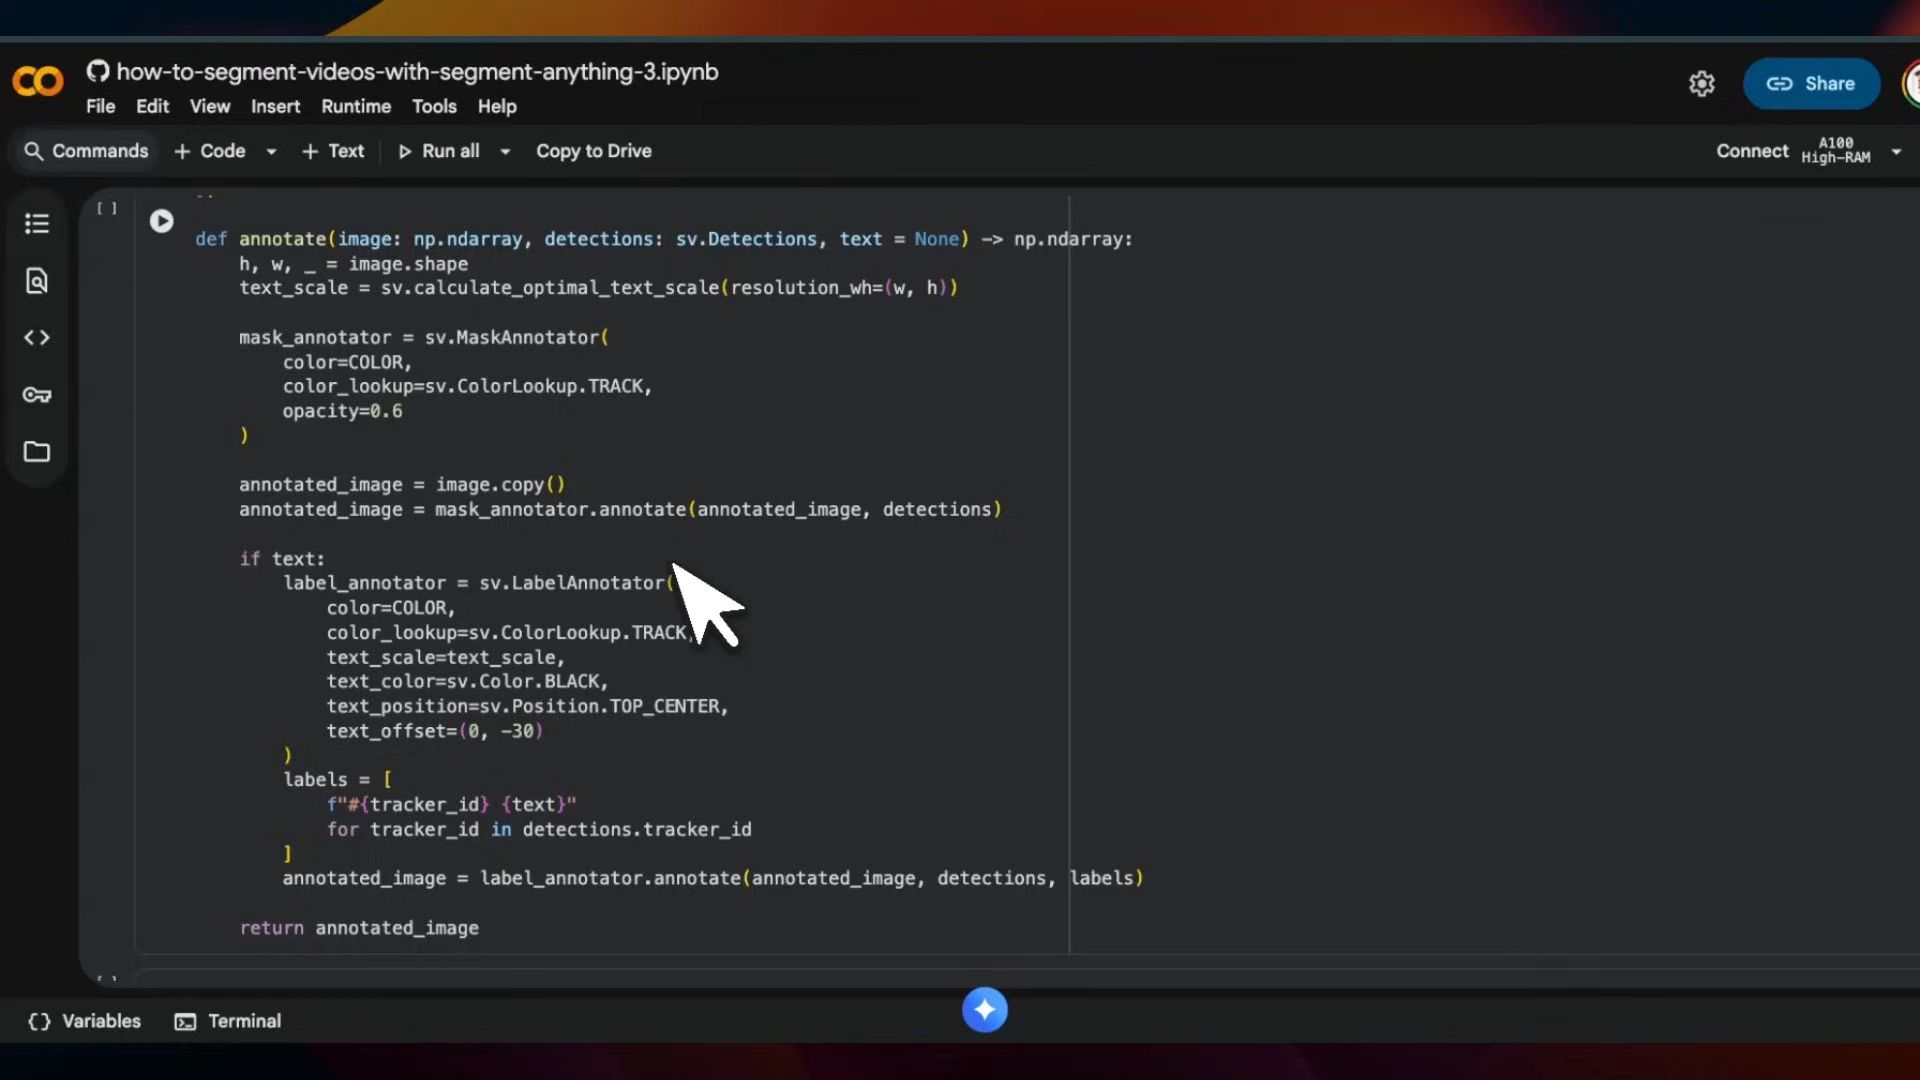 how-to-segment-videos-with-segment-anything-3.ipynb
File Edit View Insert Runtime Tools Help
Share
Commands + Code + Text Run all Copy to Drive
Connect A100 High-RAM
[ ]
def annotate(image: np.ndarray, detections: sv.Detections, text = None) -> np.ndarray:
    h, w, _ = image.shape
    text_scale = sv.calculate_optimal_text_scale(resolution_wh=(w, h))
    mask_annotator = sv.MaskAnnotator(
        color=COLOR,
        color_lookup=sv.ColorLookup.TRACK,
        opacity=0.6
    )
    annotated_image = image.copy()
    annotated_image = mask_annotator.annotate(annotated_image, detections)
    if text:
        label_annotator = sv.LabelAnnotator(
            color=COLOR,
            color_lookup=sv.ColorLookup.TRACK,
            text_scale=text_scale,
            text_color=sv.Color.BLACK,
            text_position=sv.Position.TOP_CENTER,
            text_offset=(0, -30)
        )
        labels = [
            f"#{tracker_id} {text}"
            for tracker_id in detections.tracker_id
        ]
        annotated_image = label_annotator.annotate(annotated_image, detections, labels)
    return annotated_image
{} Variables Terminal